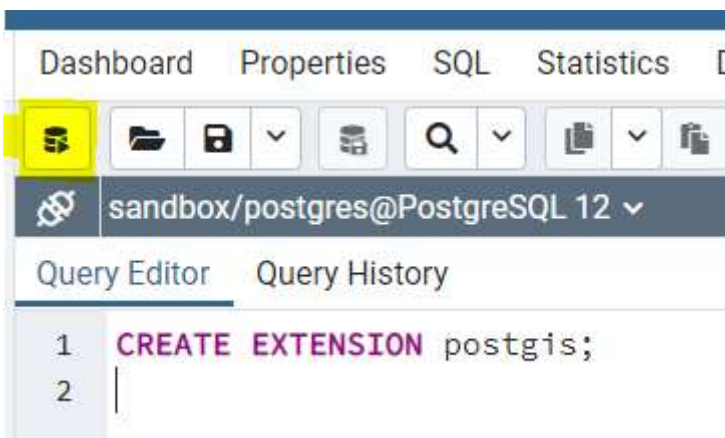 Dashboard Properties SQL Statistics
sandbox/postgres@PostgreSQL 12
Query Editor Query History
1 CREATE EXTENSION postgis;
2